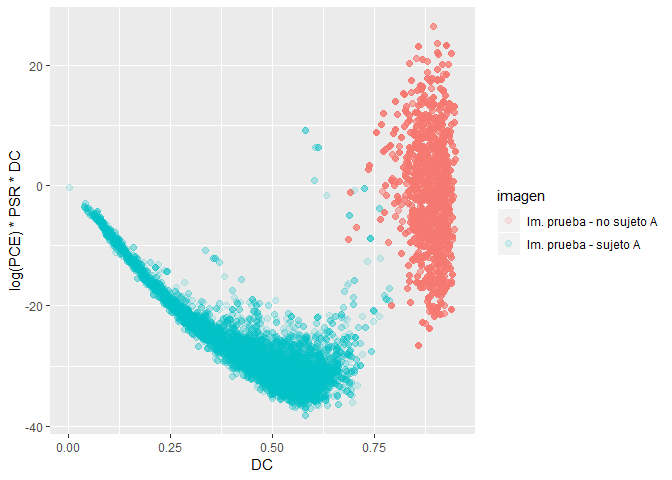 log(PCE) * PSR * DC
20
0
-20
-40
0.00
0.25
0.50
0.75
DC
imagen
Im. prueba - no sujeto A
Im. prueba - sujeto A